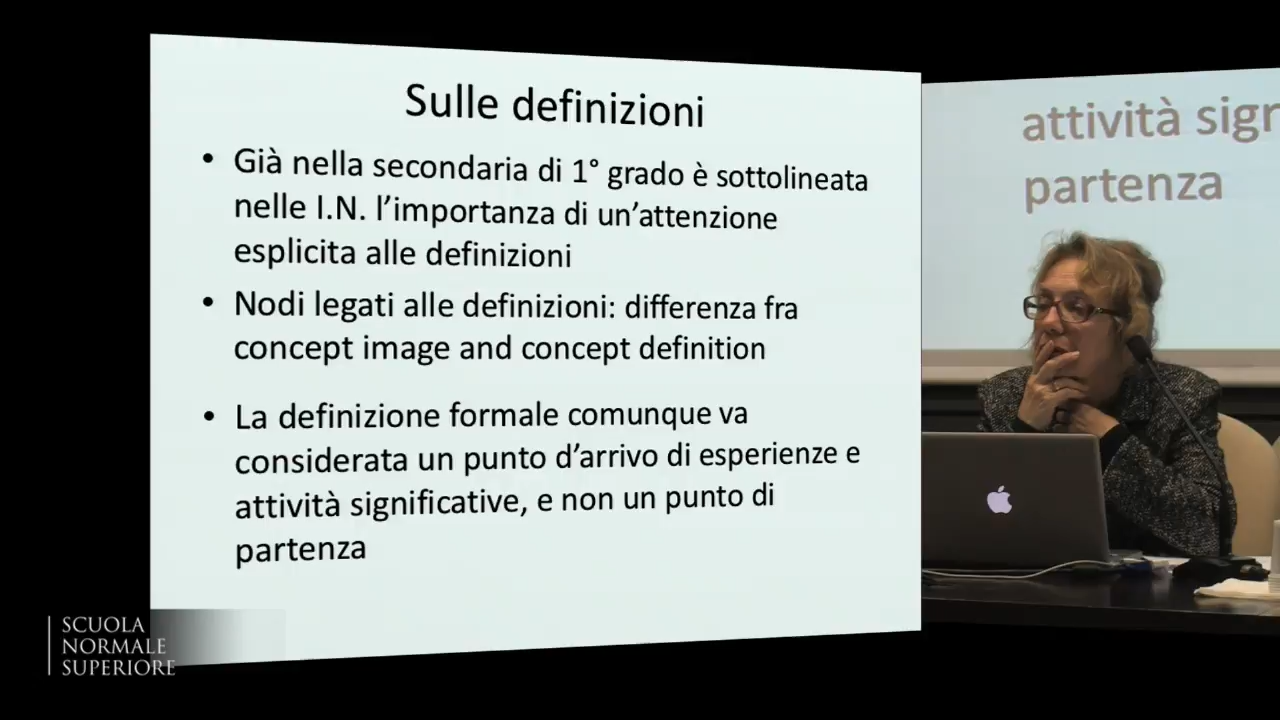 Sulle definizioni
• Già nella secondaria di 1° grado è sottolineata
nelle I.N. l’importanza di un’attenzione
esplicita alle definizioni
• Nodi legati alle definizioni: differenza fra
concept image and concept definition
• La definizione formale comunque va
considerata un punto d’arrivo di esperienze e
attività significative, e non un punto di
partenza
attività sigr
partenza
SCUOLA
NORMALE
SUPERIORE